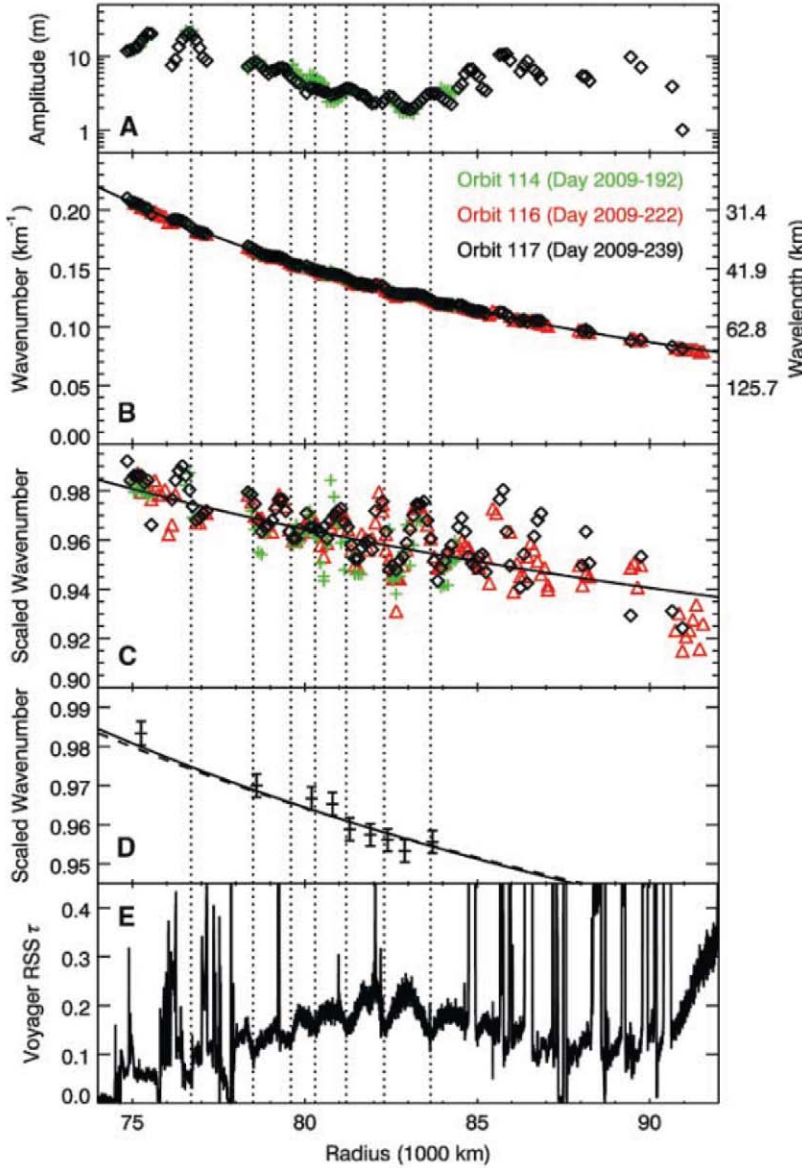 10
1
Amplitude (m)
A
Orbit 114 (Day 2009-192)
Orbit 116 (Day 2009-222)
Orbit 117 (Day 2009-239)
0.20
0.15
0.10
0.05
0.00
Wavenumber (km⁻¹)
31.4
41.9
62.8
125.7
Wavelength (km)
B
0.98
0.96
0.94
0.92
0.90
Scaled Wavenumber
C
0.99
0.98
0.97
0.96
0.95
Scaled Wavenumber
D
E
0.4
0.3
0.2
0.1
0.0
Voyager RSS τ
75 80 85 90
Radius (1000 km)